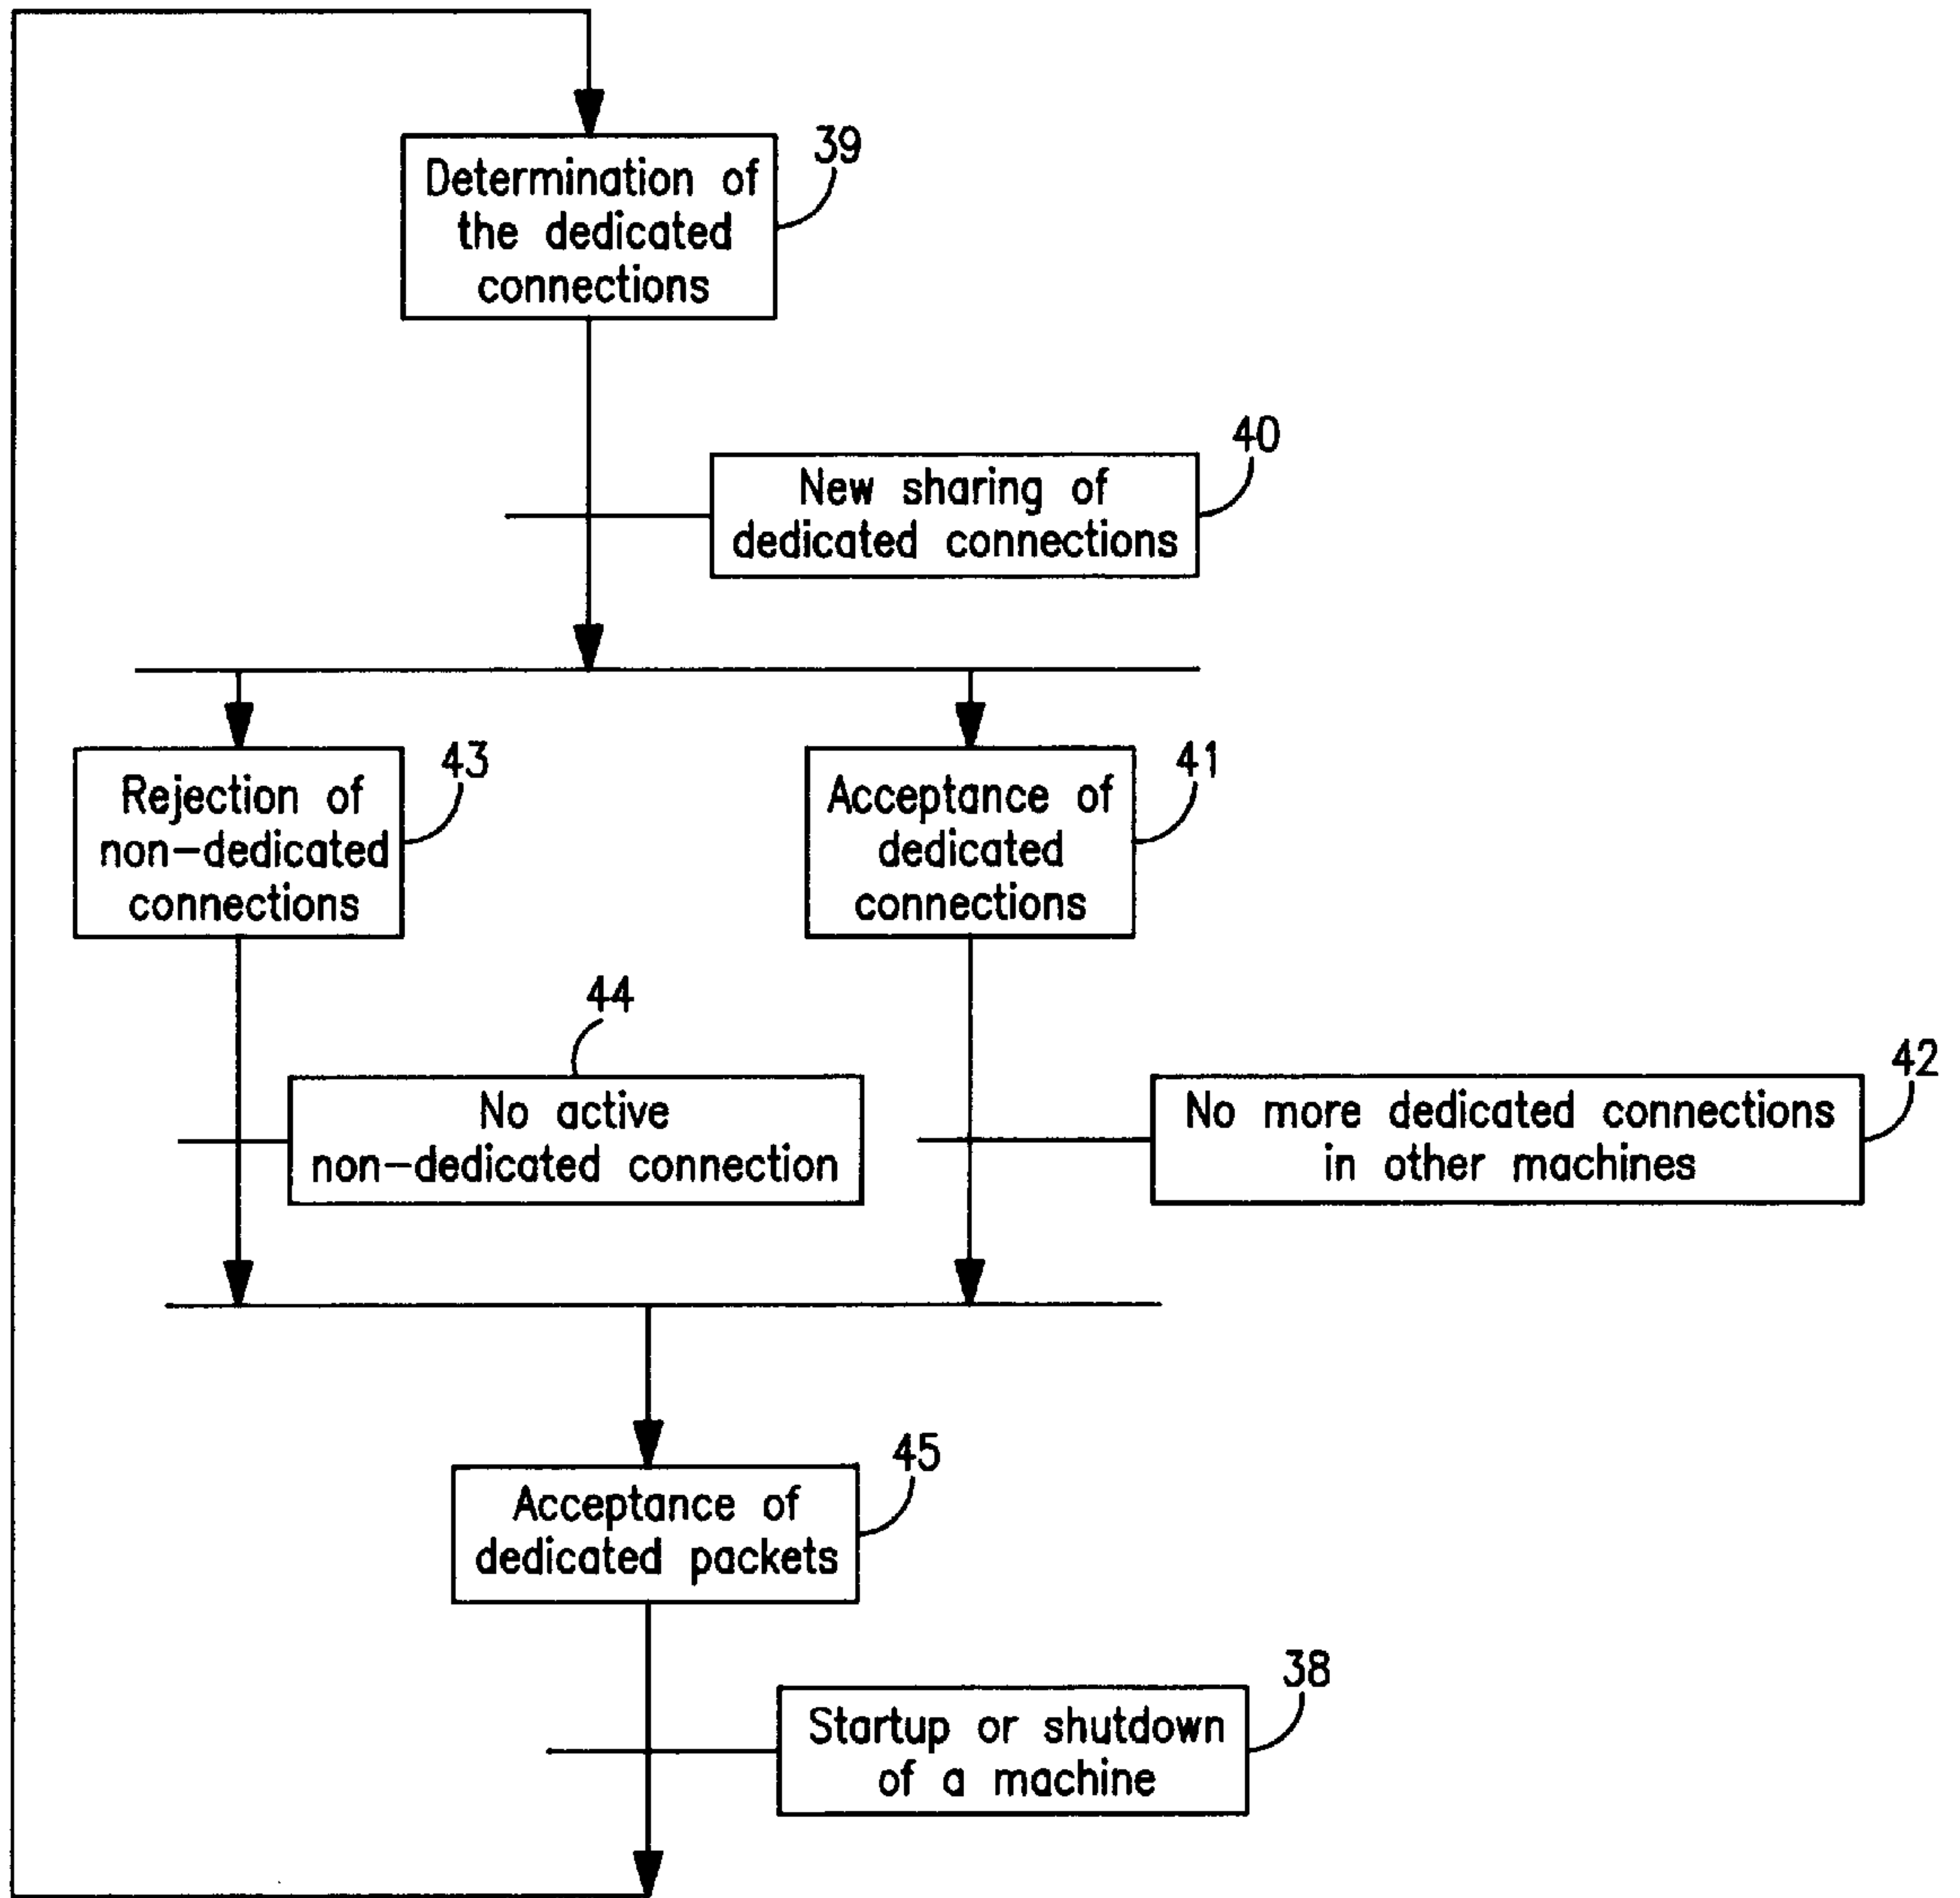 39
Determination of
the dedicated
connections
40
New sharing of
dedicated connections
43
Rejection of
non-dedicated
connections
41
Acceptance of
dedicated
connections
44
No active
non-dedicated connection
42
No more dedicated connections
in other machines
45
Acceptance of
dedicated packets
38
Startup or shutdown
of a machine